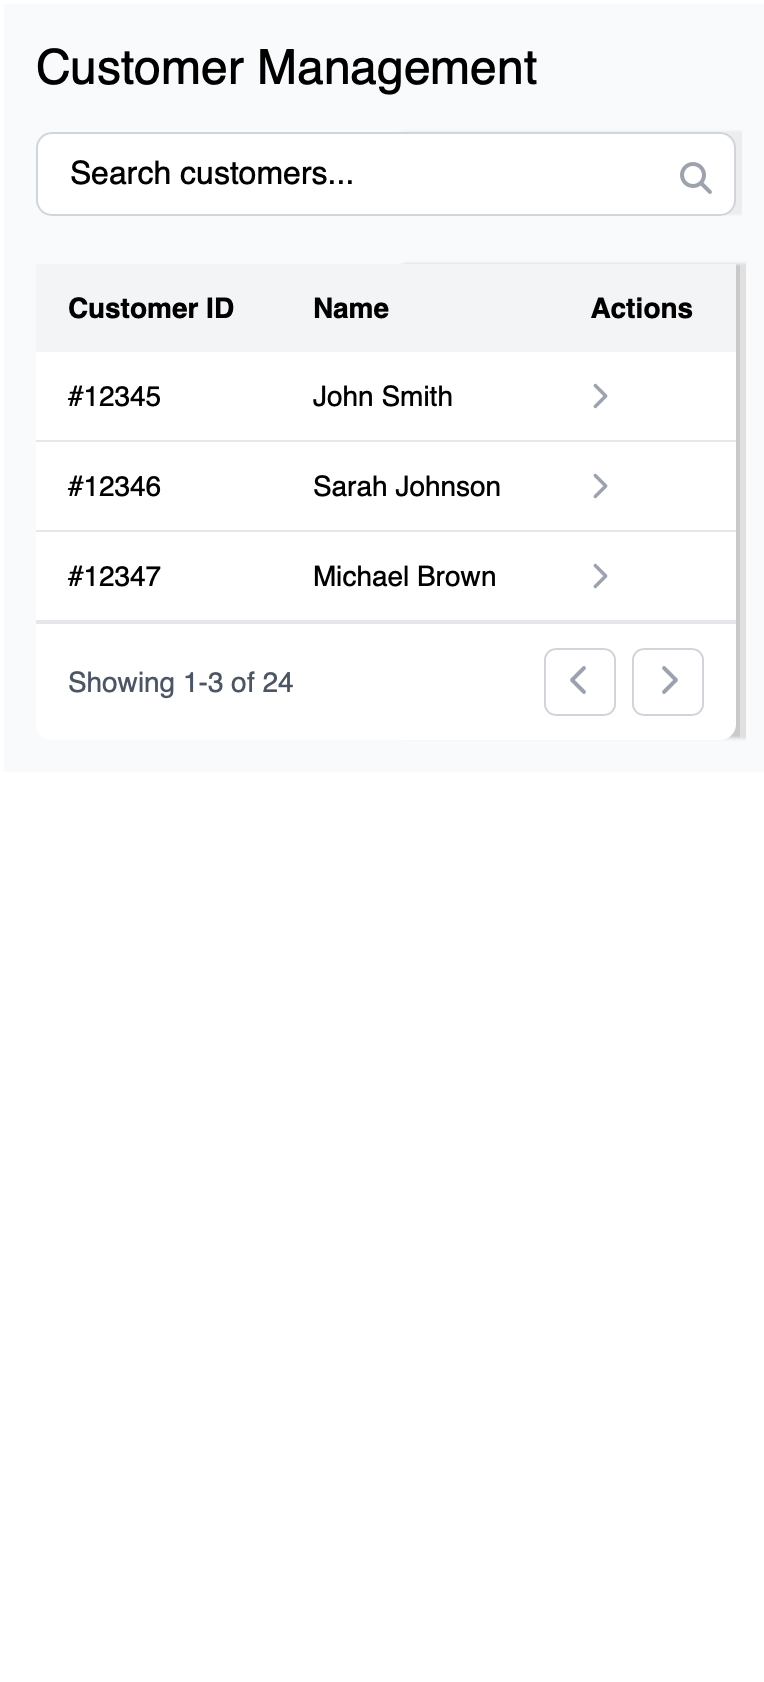 Customer Management
Search customers...
Customer ID Name Actions
#12345 John Smith
#12346 Sarah Johnson
#12347 Michael Brown
Showing 1-3 of 24